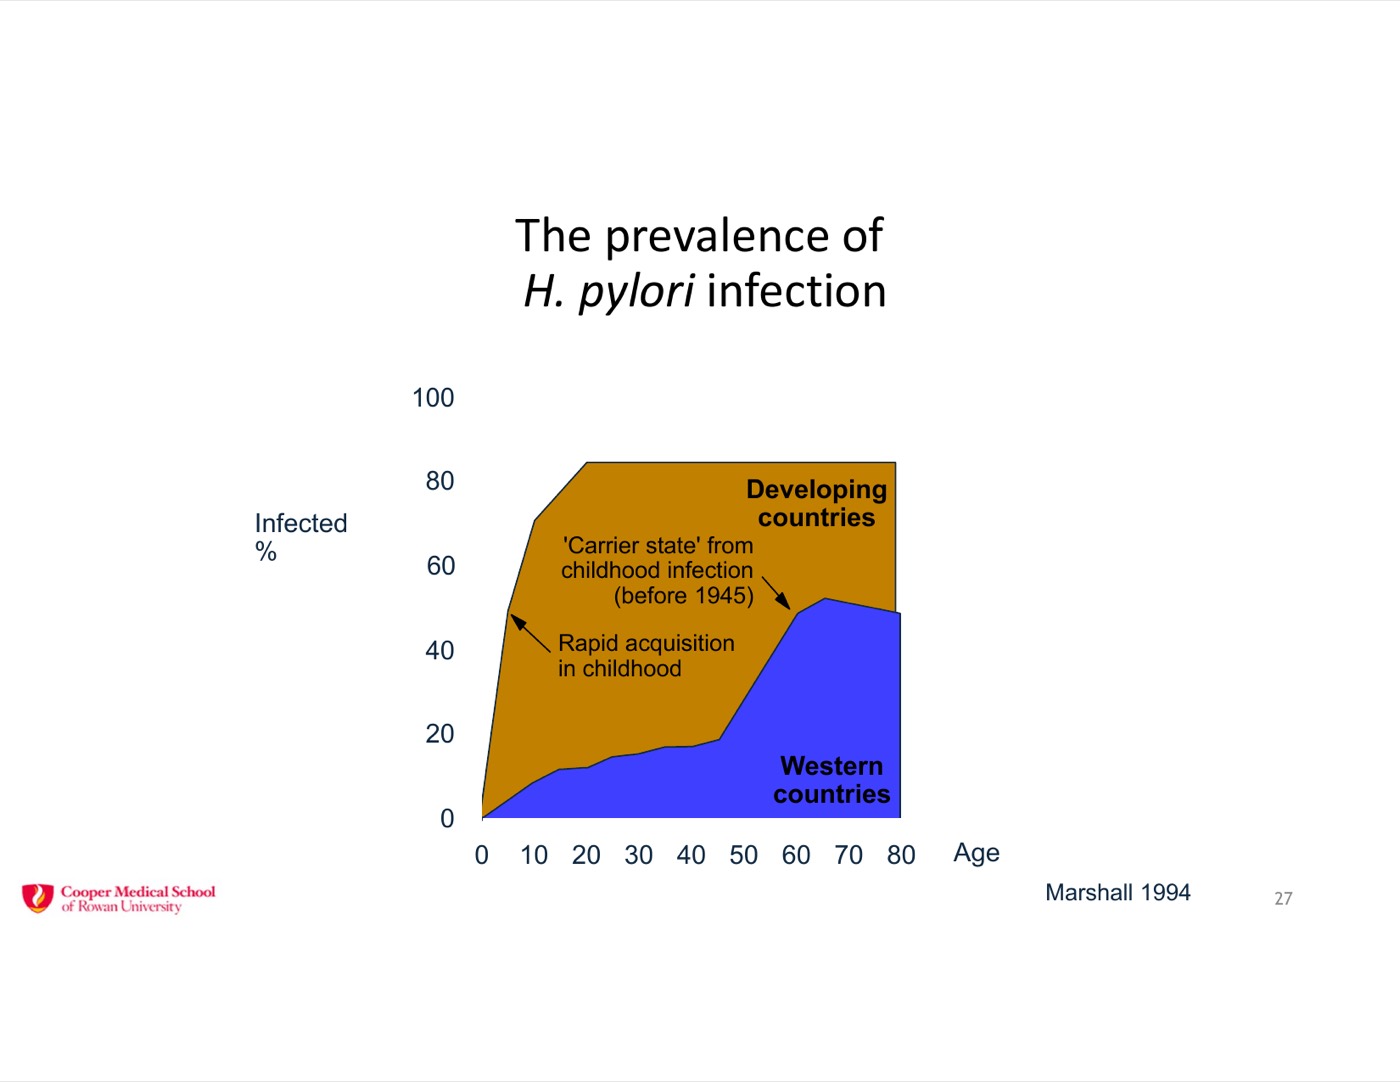 The prevalence of
H. pylori infection
100
80
60
40
20
0
Infected
%
Developing
countries
'Carrier state' from
childhood infection
(before 1945)
Rapid acquisition
in childhood
Western
countries
0 10 20 30 40 50 60 70 80 Age
Cooper Medical School
of Rowan University
Marshall 1994
27